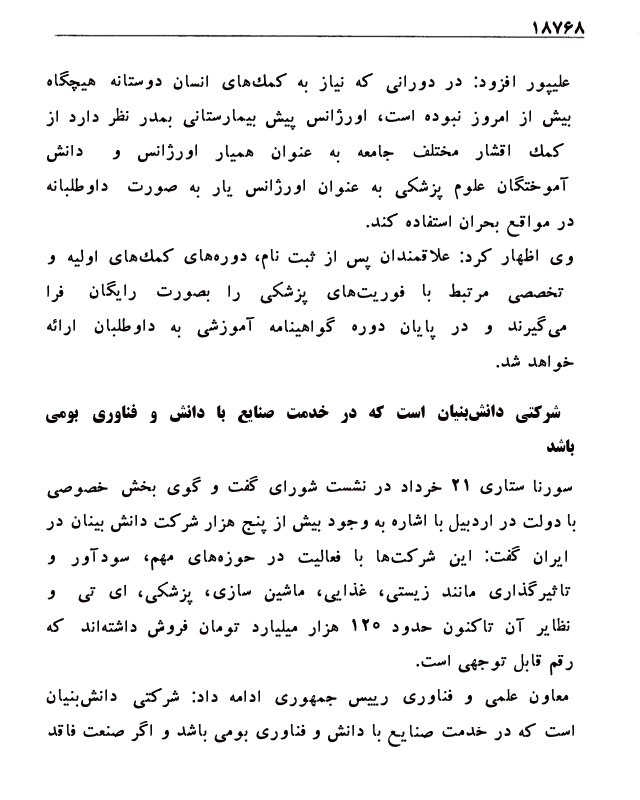 ۱۸۷۶۸
علیپور افزود: در دورانی که نیاز به کمك‌های انسان دوستانه هیچگاه
بیش از امروز نبوده است، اورژانس پیش بیمارستانی بمدر نظر دارد از
کمك اقشار مختلف جامعه به عنوان همیار اورژانس و دانش
آموختگان علوم پزشکی به عنوان اورژانس یار به صورت داوطلبانه
در مواقع بحران استفاده کند.
وی اظهار کرد: علاقمندان پس از ثبت نام، دوره‌های کمك‌های اولیه و
تخصصی مرتبط با فوریت‌های پزشکی را بصورت رایگان فرا
می‌گیرند و در پایان دوره گواهینامه آموزشی به داوطلبان ارائه
خواهد شد.
شرکتی دانش‌بنیان است که در خدمت صنایع با دانش و فناوری بومی
باشد
سورنا ستاری ۲۱ خرداد در نشست شورای گفت و گوی بخش خصوصی
با دولت در اردبیل با اشاره به وجود بیش از پنج هزار شرکت دانش بینان در
ایران گفت: این شرکت‌ها با فعالیت در حوزه‌های مهم، سودآور و
تاثیرگذاری مانند زیستی، غذایی، ماشین سازی، پزشکی، ای تی و
نظایر آن تاکنون حدود ۱۲۰ هزار میلیارد تومان فروش داشته‌اند که
رقم قابل توجهی است.
معاون علمی و فناوری رییس جمهوری ادامه داد: شرکتی دانش‌بنیان
است که در خدمت صنایع با دانش و فناوری بومی باشد و اگر صنعت فاقد